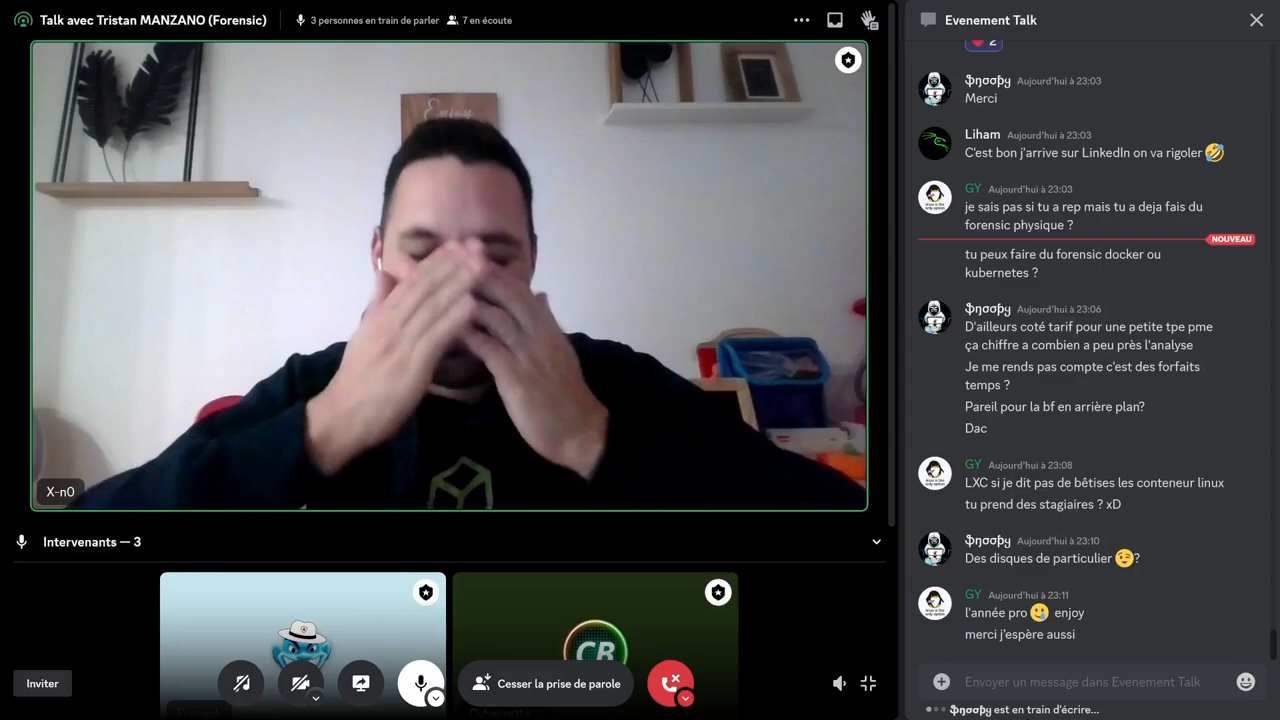 Talk avec Tristan MANZANO (Forensic)
3 personnes en train de parler
7 en écoute
Enjoy
X-n0
Intervenants — 3
CB
Inviter
Cesser la prise de parole
Evenement Talk
2
Aujourd'hui à 23:03
Merci
Liham Aujourd'hui à 23:03
C'est bon j'arrive sur LinkedIn on va rigoler 🤣
GY Aujourd'hui à 23:03
je sais pas si tu a rep mais tu a deja fais du
forensic physique ?
NOUVEAU
tu peux faire du forensic docker ou
kubernetes ?
Aujourd'hui à 23:06
D'ailleurs coté tarif pour une petite tpe pme
ça chiffre a combien a peu près l'analyse
Je me rends pas compte c'est des forfaits
temps ?
Pareil pour la bf en arrière plan?
Dac
GY Aujourd'hui à 23:08
LXC si je dit pas de bêtises les conteneur linux
tu prend des stagiaires ? xD
Aujourd'hui à 23:10
Des disques de particulier 😉?
GY Aujourd'hui à 23:11
l'année pro 🥲 enjoy
merci j'espère aussi
Envoyer un message dans Evenement Talk
est en train d'écrire...